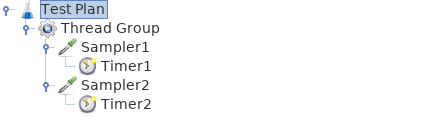 Test Plan
Thread Group
Sampler1
Timer1
Sampler2
Timer2